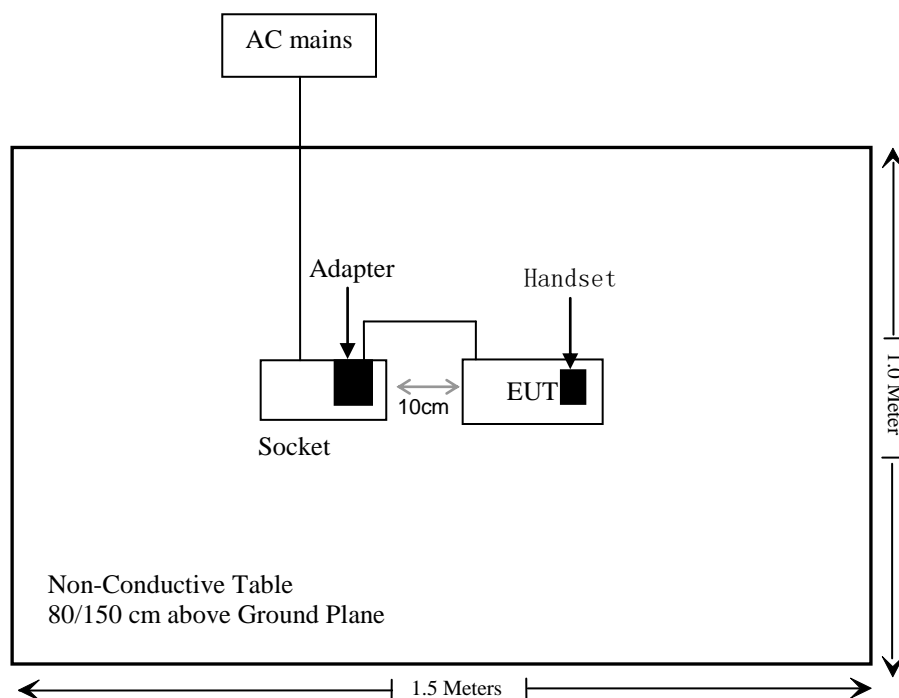 AC mains
Adapter
Handset
EUT
10cm
Socket
1.0 Meter
Non-Conductive Table
80/150 cm above Ground Plane
1.5 Meters